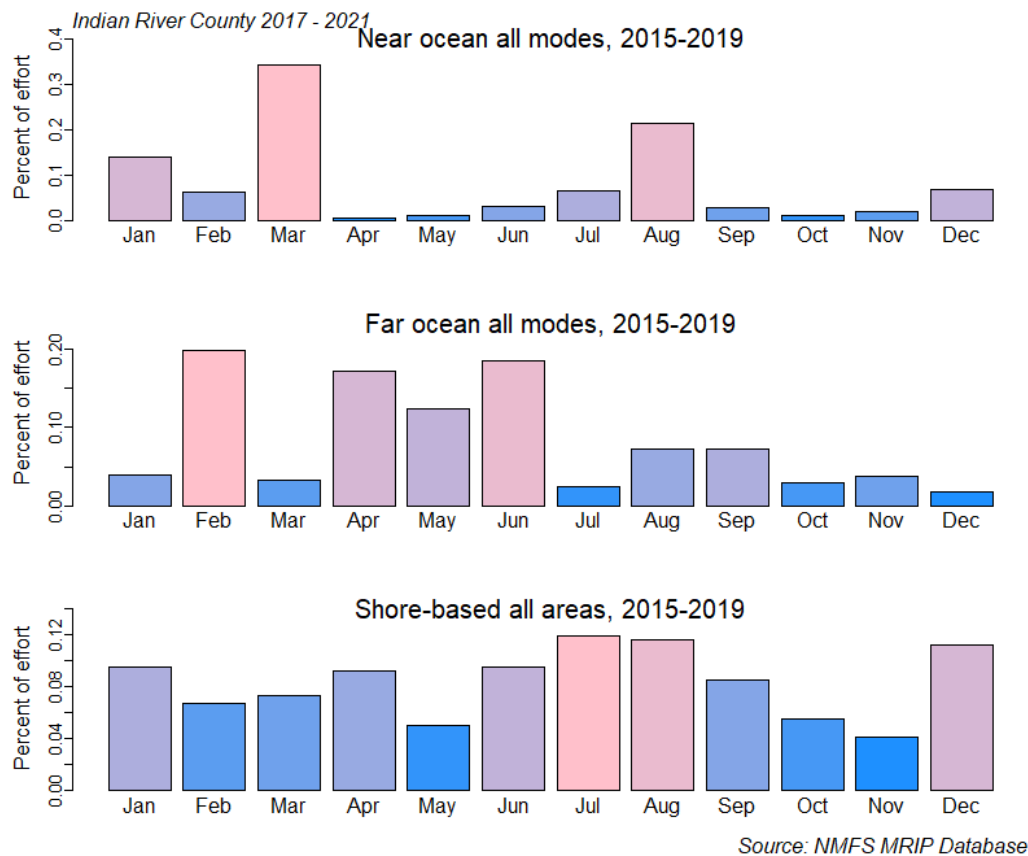 Indian River County 2017 - 2021
Near ocean all modes, 2015-2019
Percent of effort
0.0 0.1 0.2 0.3 0.4
Jan Feb Mar Apr May Jun Jul Aug Sep Oct Nov Dec
Far ocean all modes, 2015-2019
Percent of effort
0.00 0.10 0.20
Jan Feb Mar Apr May Jun Jul Aug Sep Oct Nov Dec
Shore-based all areas, 2015-2019
Percent of effort
0.00 0.04 0.08 0.12
Jan Feb Mar Apr May Jun Jul Aug Sep Oct Nov Dec
Source: NMFS MRIP Database